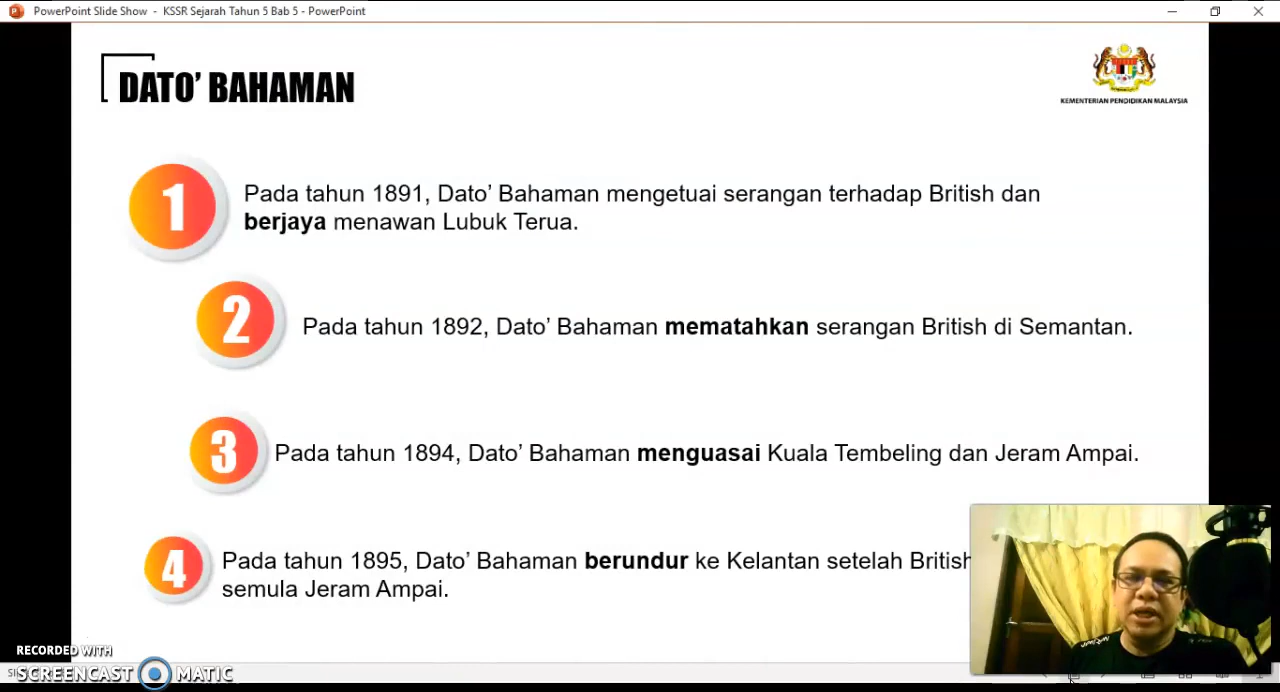 PowerPoint Slide Show - KSSR Sejarah Tahun 5 Bab 5 - PowerPoint
DATO’ BAHAMAN
KEMENTERIAN PENDIDIKAN MALAYSIA
1
Pada tahun 1891, Dato’ Bahaman mengetuai serangan terhadap British dan
berjaya menawan Lubuk Terua.
2
Pada tahun 1892, Dato’ Bahaman mematahkan serangan British di Semantan.
3
Pada tahun 1894, Dato’ Bahaman menguasai Kuala Tembeling dan Jeram Ampai.
4
Pada tahun 1895, Dato’ Bahaman berundur ke Kelantan setelah British
semula Jeram Ampai.
RECORDED WITH
SCREENCAST MATIC